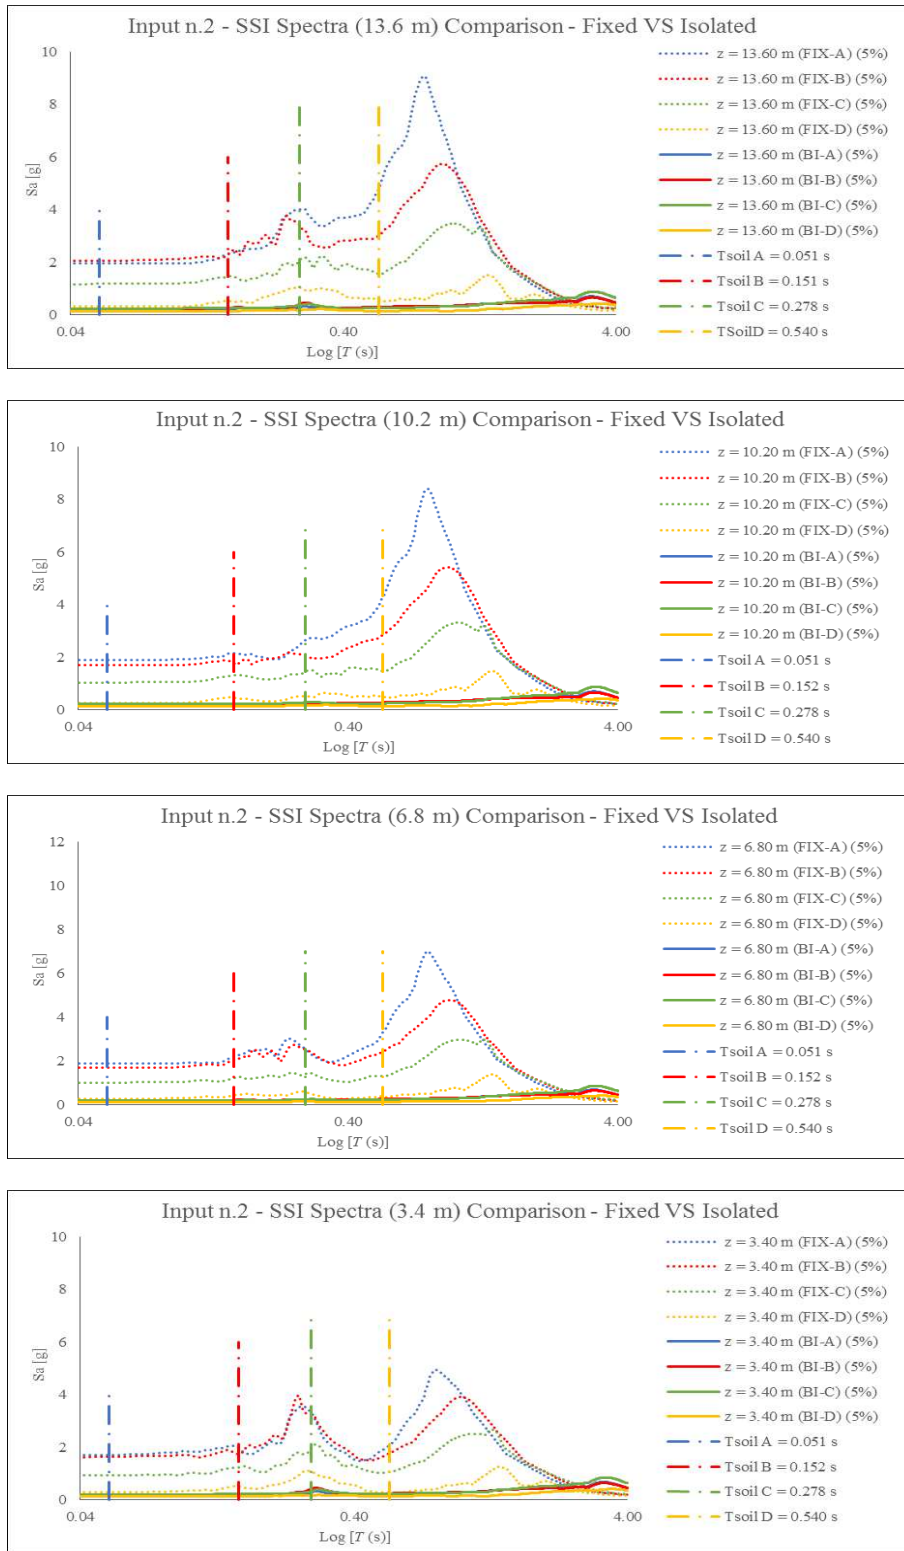 Input n.2 - SSI Spectra (13.6 m) Comparison - Fixed VS Isolated
10
8
6
4
2
0
Sa [g]
0.04
0.40
4.00
Log [T (s)]
z = 13.60 m (FIX-A) (5%)
z = 13.60 m (FIX-B) (5%)
z = 13.60 m (FIX-C) (5%)
z = 13.60 m (FIX-D) (5%)
z = 13.60 m (BI-A) (5%)
z = 13.60 m (BI-B) (5%)
z = 13.60 m (BI-C) (5%)
z = 13.60 m (BI-D) (5%)
Tsoil A = 0.051 s
Tsoil B = 0.151 s
Tsoil C = 0.278 s
TSoilD = 0.540 s
Input n.2 - SSI Spectra (10.2 m) Comparison - Fixed VS Isolated
10
8
6
4
2
0
Sa [g]
0.04
0.40
4.00
Log [T (s)]
z = 10.20 m (FIX-A) (5%)
z = 10.20 m (FIX-B) (5%)
z = 10.20 m (FIX-C) (5%)
z = 10.20 m (FIX-D) (5%)
z = 10.20 m (BI-A) (5%)
z = 10.20 m (BI-B) (5%)
z = 10.20 m (BI-C) (5%)
z = 10.20 m (BI-D) (5%)
Tsoil A = 0.051 s
Tsoil B = 0.152 s
Tsoil C = 0.278 s
Tsoil D = 0.540 s
Input n.2 - SSI Spectra (6.8 m) Comparison - Fixed VS Isolated
12
10
8
6
4
2
0
Sa [g]
0.04
0.40
4.00
Log [T (s)]
z = 6.80 m (FIX-A) (5%)
z = 6.80 m (FIX-B) (5%)
z = 6.80 m (FIX-C) (5%)
z = 6.80 m (FIX-D) (5%)
z = 6.80 m (BI-A) (5%)
z = 6.80 m (BI-B) (5%)
z = 6.80 m (BI-C) (5%)
z = 6.80 m (BI-D) (5%)
Tsoil A = 0.051 s
Tsoil B = 0.152 s
Tsoil C = 0.278 s
Tsoil D = 0.540 s
Input n.2 - SSI Spectra (3.4 m) Comparison - Fixed VS Isolated
10
8
6
4
2
0
Sa [g]
0.04
0.40
4.00
Log [T (s)]
z = 3.40 m (FIX-A) (5%)
z = 3.40 m (FIX-B) (5%)
z = 3.40 m (FIX-C) (5%)
z = 3.40 m (FIX-D) (5%)
z = 3.40 m (BI-A) (5%)
z = 3.40 m (BI-B) (5%)
z = 3.40 m (BI-C) (5%)
z = 3.40 m (BI-D) (5%)
Tsoil A = 0.051 s
Tsoil B = 0.152 s
Tsoil C = 0.278 s
Tsoil D = 0.540 s